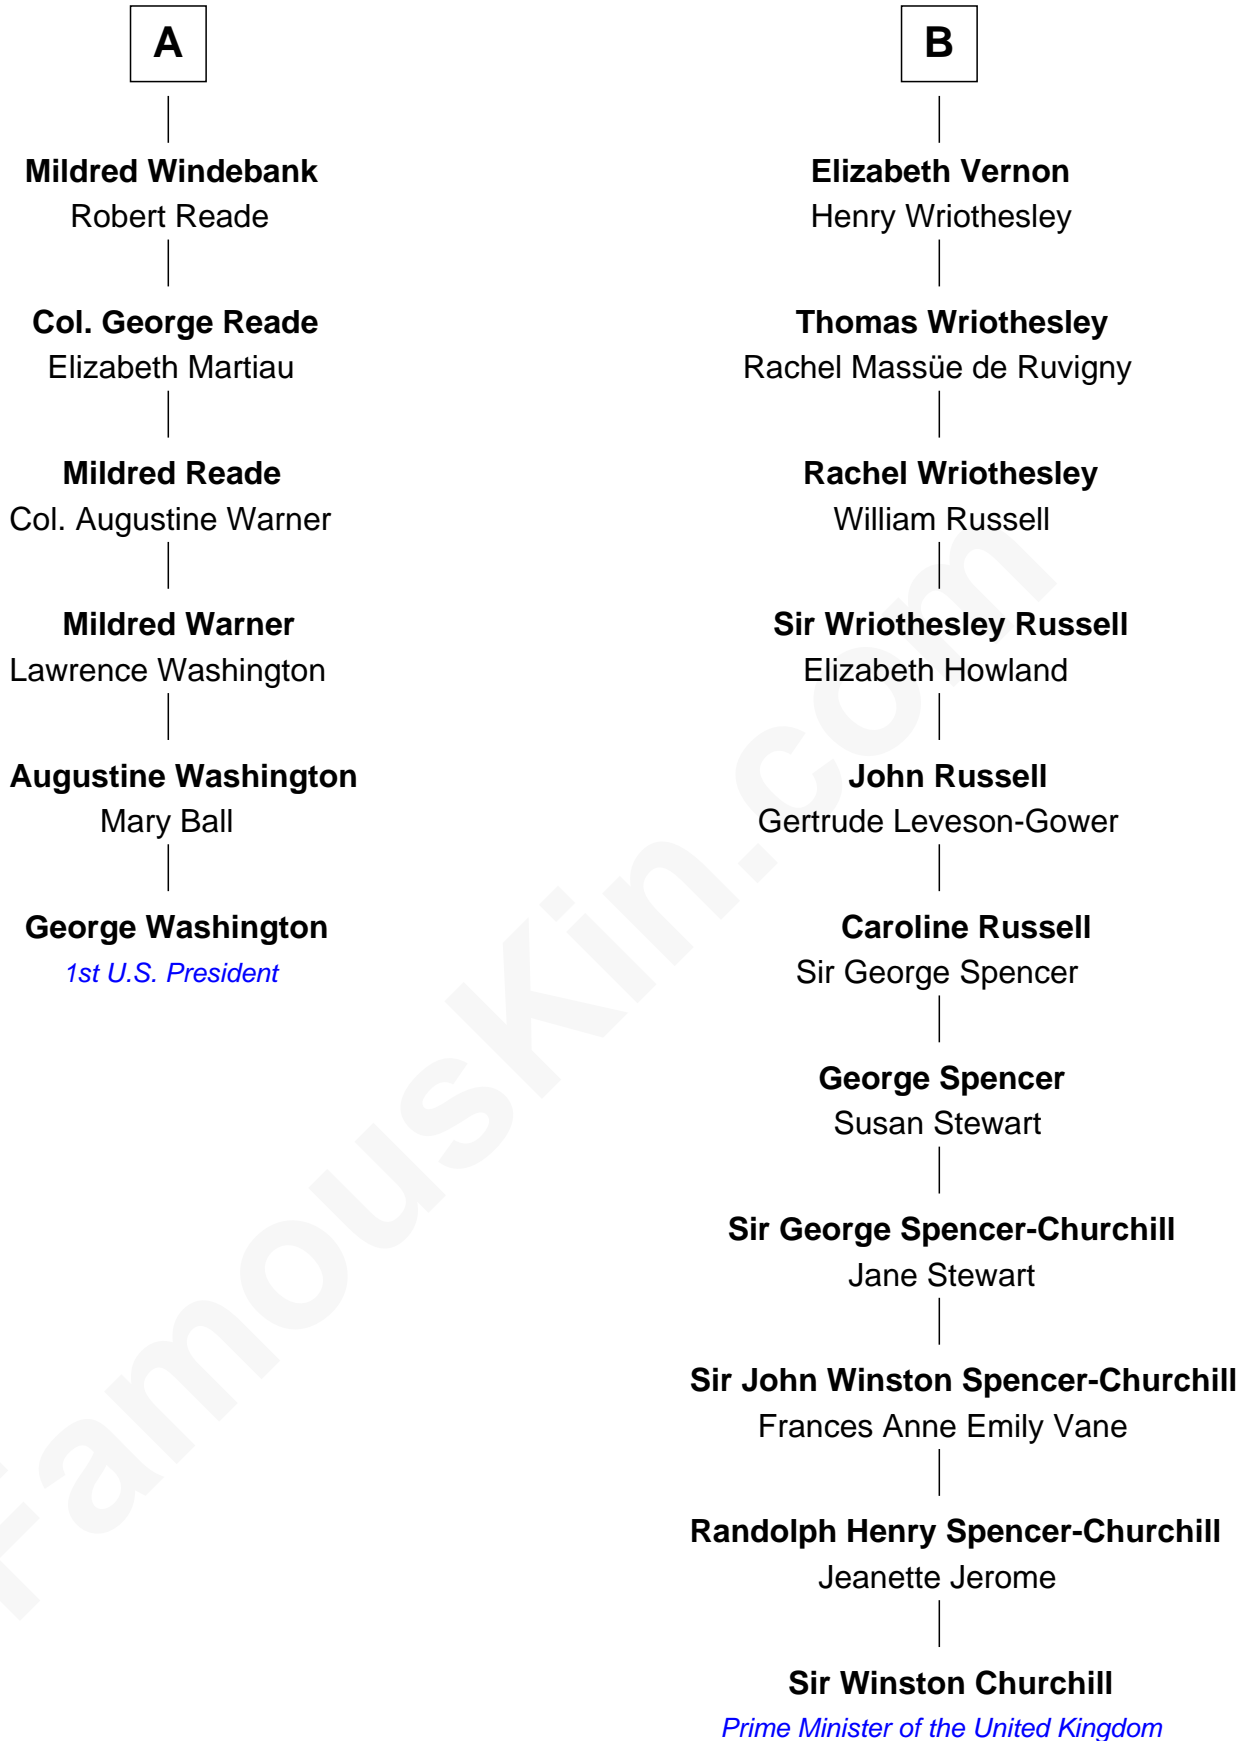 A
Mildred Windebank
Robert Reade
Col. George Reade
Elizabeth Martiau
Mildred Reade
Col. Augustine Warner
Mildred Warner
Lawrence Washington
Augustine Washington
Mary Ball
George Washington
1st U.S. President
B
Elizabeth Vernon
Henry Wriothesley
Thomas Wriothesley
Rachel Massüe de Ruvigny
Rachel Wriothesley
William Russell
Sir Wriothesley Russell
Elizabeth Howland
John Russell
Gertrude Leveson-Gower
Caroline Russell
Sir George Spencer
George Spencer
Susan Stewart
Sir George Spencer-Churchill
Jane Stewart
Sir John Winston Spencer-Churchill
Frances Anne Emily Vane
Randolph Henry Spencer-Churchill
Jeanette Jerome
Sir Winston Churchill
Prime Minister of the United Kingdom
FamousKin.com